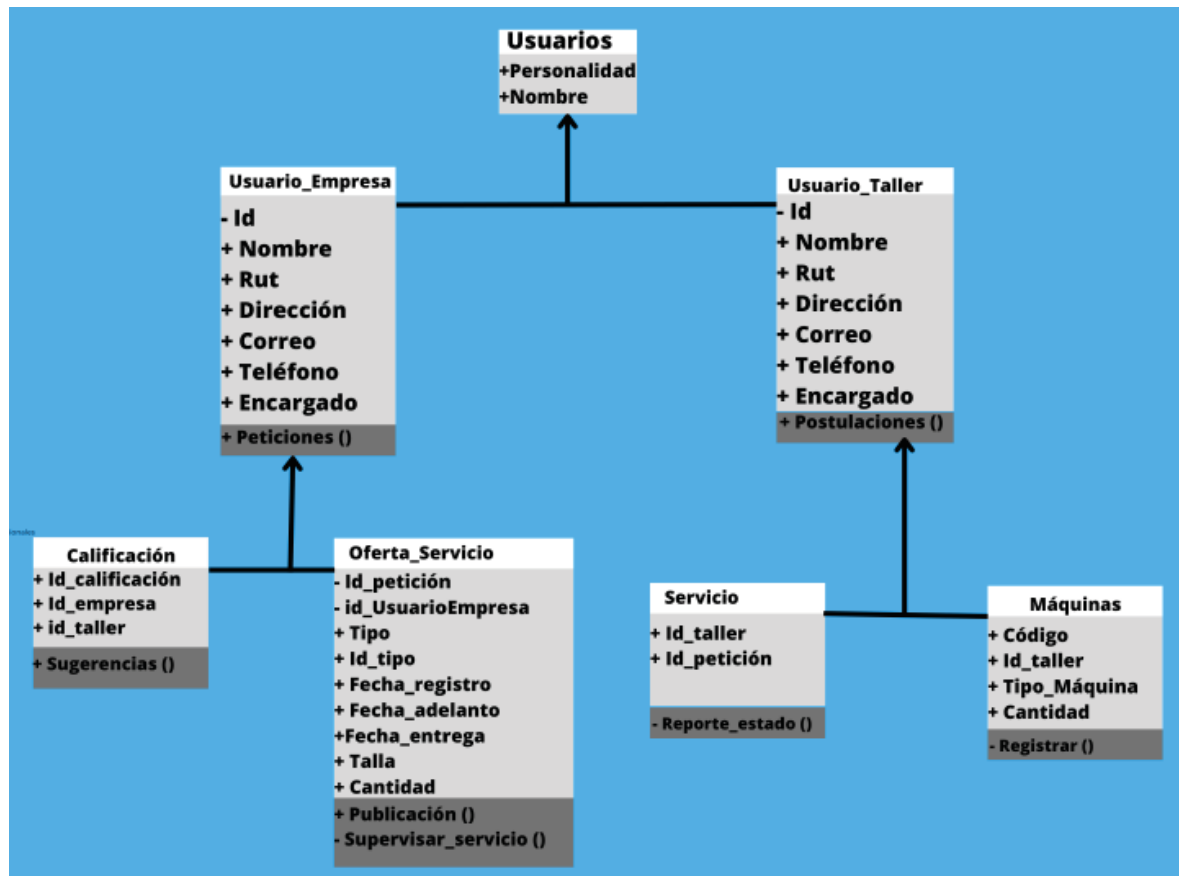 Usuarios
+Personalidad
+Nombre
Usuario_Empresa
- Id
+ Nombre
+ Rut
+ Dirección
+ Correo
+ Teléfono
+ Encargado
+ Peticiones ()
Usuario_Taller
- Id
+ Nombre
+ Rut
+ Dirección
+ Correo
+ Teléfono
+ Encargado
+ Postulaciones ()
Calificación
+ Id_calificación
+ Id_empresa
+ id_taller
+ Sugerencias ()
Oferta_Servicio
- Id_petición
- id_UsuarioEmpresa
+ Tipo
+ Id_tipo
+ Fecha_registro
+ Fecha_adelanto
+Fecha_entrega
+ Talla
+ Cantidad
+ Publicación ()
- Supervisar_servicio ()
Servicio
+ Id_taller
+ Id_petición
- Reporte_estado ()
Máquinas
+ Código
+ Id_taller
+ Tipo_Máquina
+ Cantidad
- Registrar ()